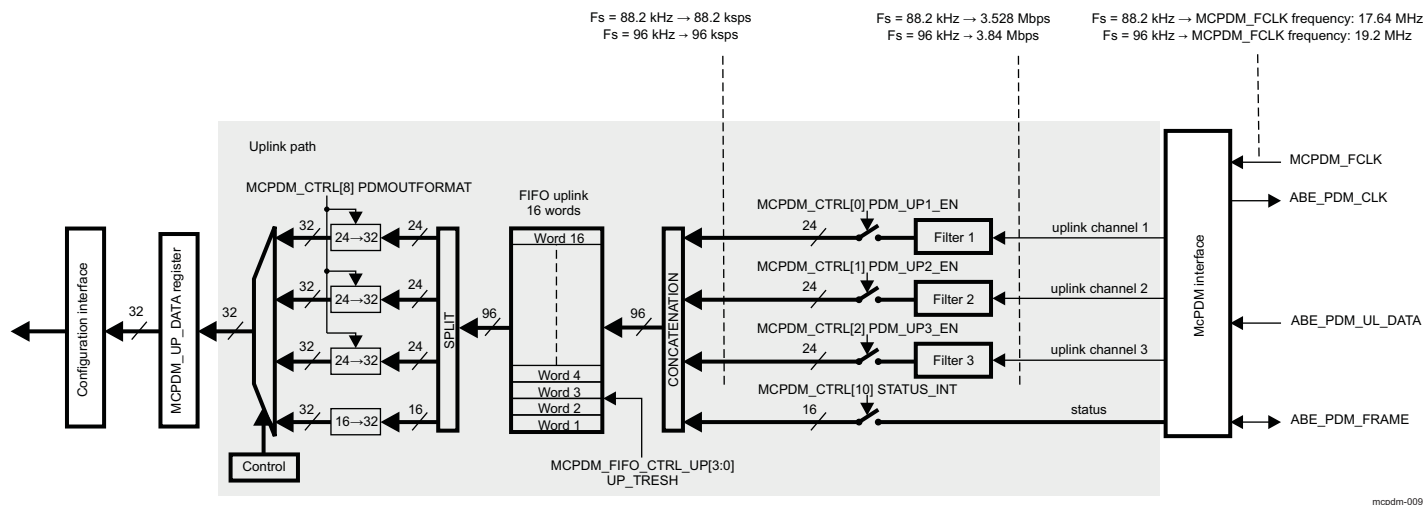 Fs = 88.2 kHz → 88.2 ksps
Fs = 96 kHz → 96 ksps
Fs = 88.2 kHz → 3.528 Mbps
Fs = 96 kHz → 3.84 Mbps
Fs = 88.2 kHz → MCPDM_FCLK frequency: 17.64 MHz
Fs = 96 kHz → MCPDM_FCLK frequency: 19.2 MHz
Uplink path
MCPDM_CTRL[8] PDMOUTFORMAT
FIFO uplink
16 words
Configuration interface
32
MCPDM_UP_DATA register
32
Control
32
24→32
24
32
24→32
24
32
24→32
24
32
16→32
16
SPLIT
96
Word 16
Word 4
Word 3
Word 2
Word 1
MCPDM_FIFO_CTRL_UP[3:0]
UP_TRESH
96
CONCATENATION
MCPDM_CTRL[0] PDM_UP1_EN
24
Filter 1
uplink channel 1
MCPDM_CTRL[1] PDM_UP2_EN
24
Filter 2
uplink channel 2
MCPDM_CTRL[2] PDM_UP3_EN
24
Filter 3
uplink channel 3
MCPDM_CTRL[10] STATUS_INT
16
status
McPDM interface
MCPDM_FCLK
ABE_PDM_CLK
ABE_PDM_UL_DATA
ABE_PDM_FRAME
mcpdm-009